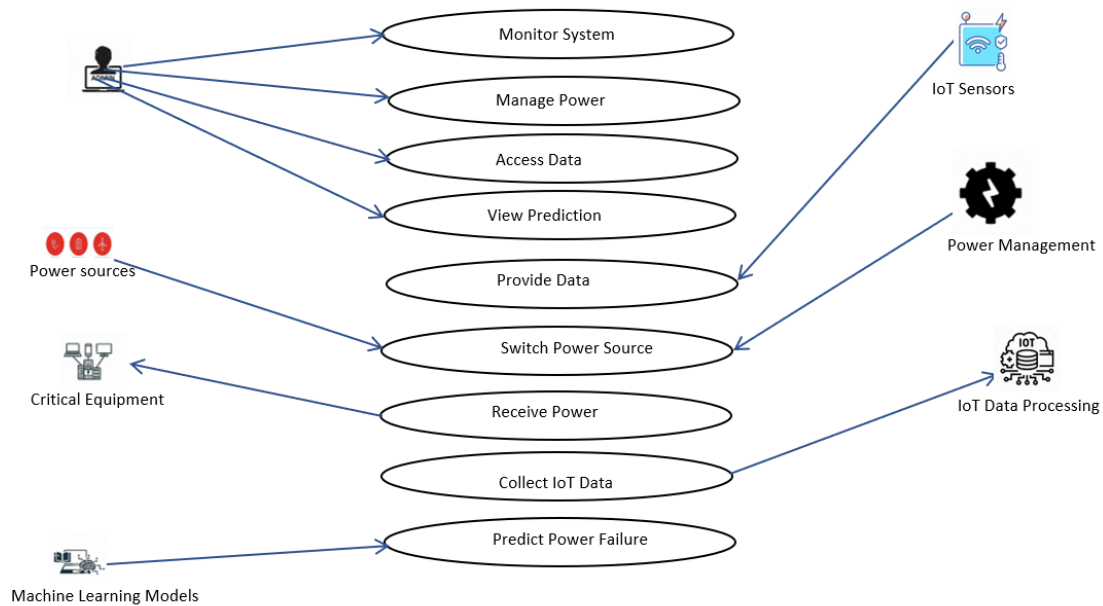 Monitor System
ADMIN
IoT Sensors
Manage Power
Access Data
View Prediction
Power Management
Power sources
Provide Data
Switch Power Source
IOT
Critical Equipment
Receive Power
IoT Data Processing
Collect IoT Data
Predict Power Failure
Machine Learning Models